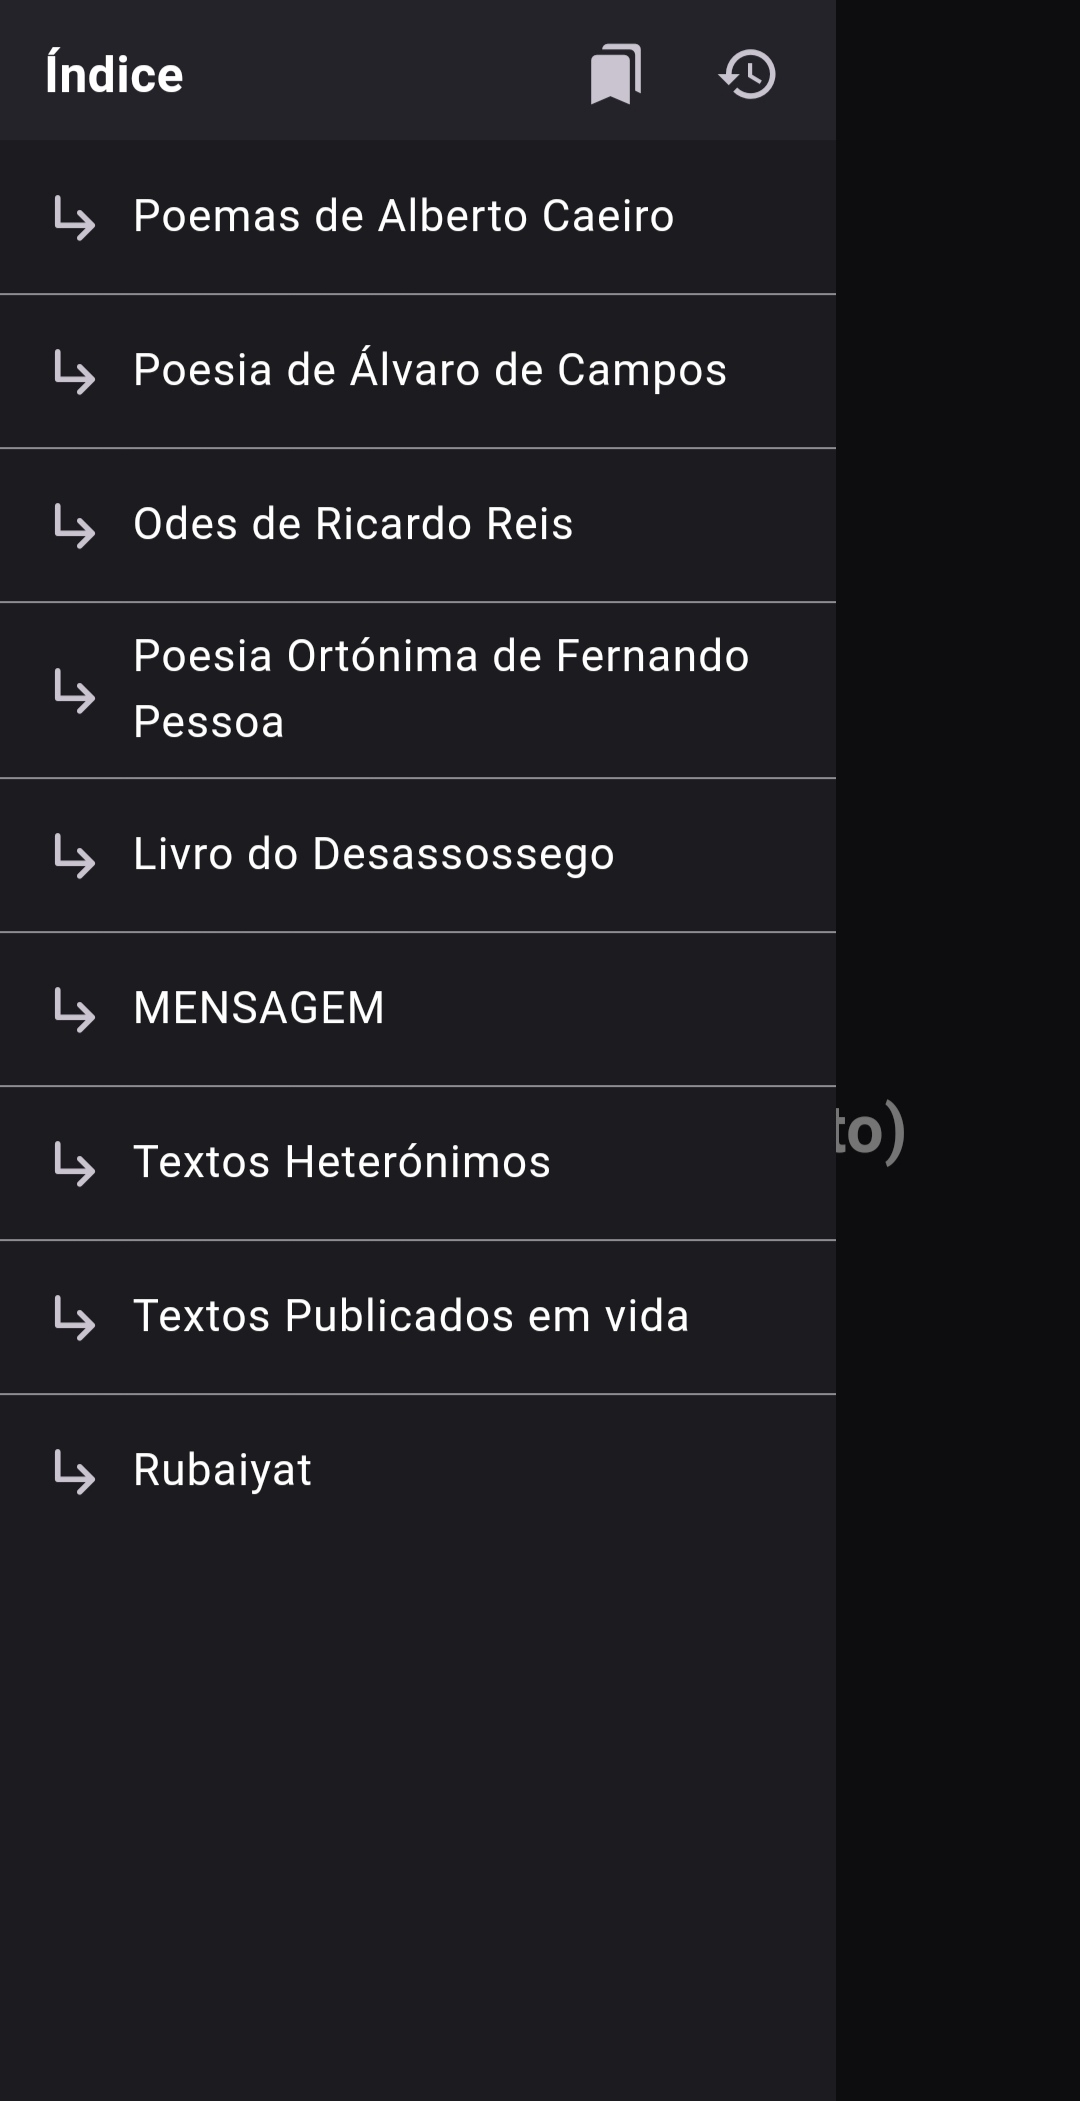 Índice
Poemas de Alberto Caeiro
Poesia de Álvaro de Campos
Odes de Ricardo Reis
Poesia Ortónima de Fernando
Pessoa
Livro do Desassossego
MENSAGEM
to)
Textos Heterónimos
Textos Publicados em vida
Rubaiyat